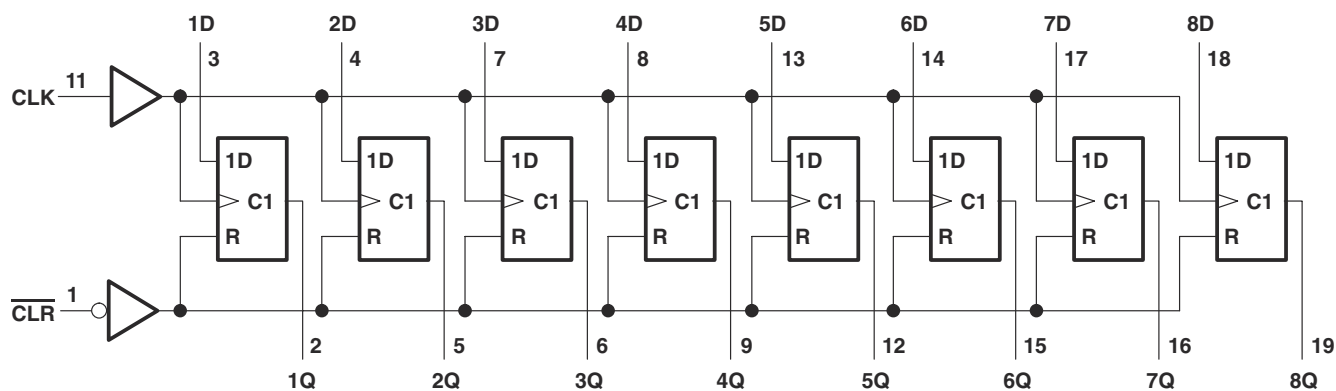 1D 2D 3D 4D 5D 6D 7D 8D
3 4 7 8 13 14 17 18
CLK 11
1D 1D 1D 1D 1D 1D 1D 1D
C1 C1 C1 C1 C1 C1 C1 C1
R R R R R R R R
CLR 1
2 5 6 9 12 15 16 19
1Q 2Q 3Q 4Q 5Q 6Q 7Q 8Q